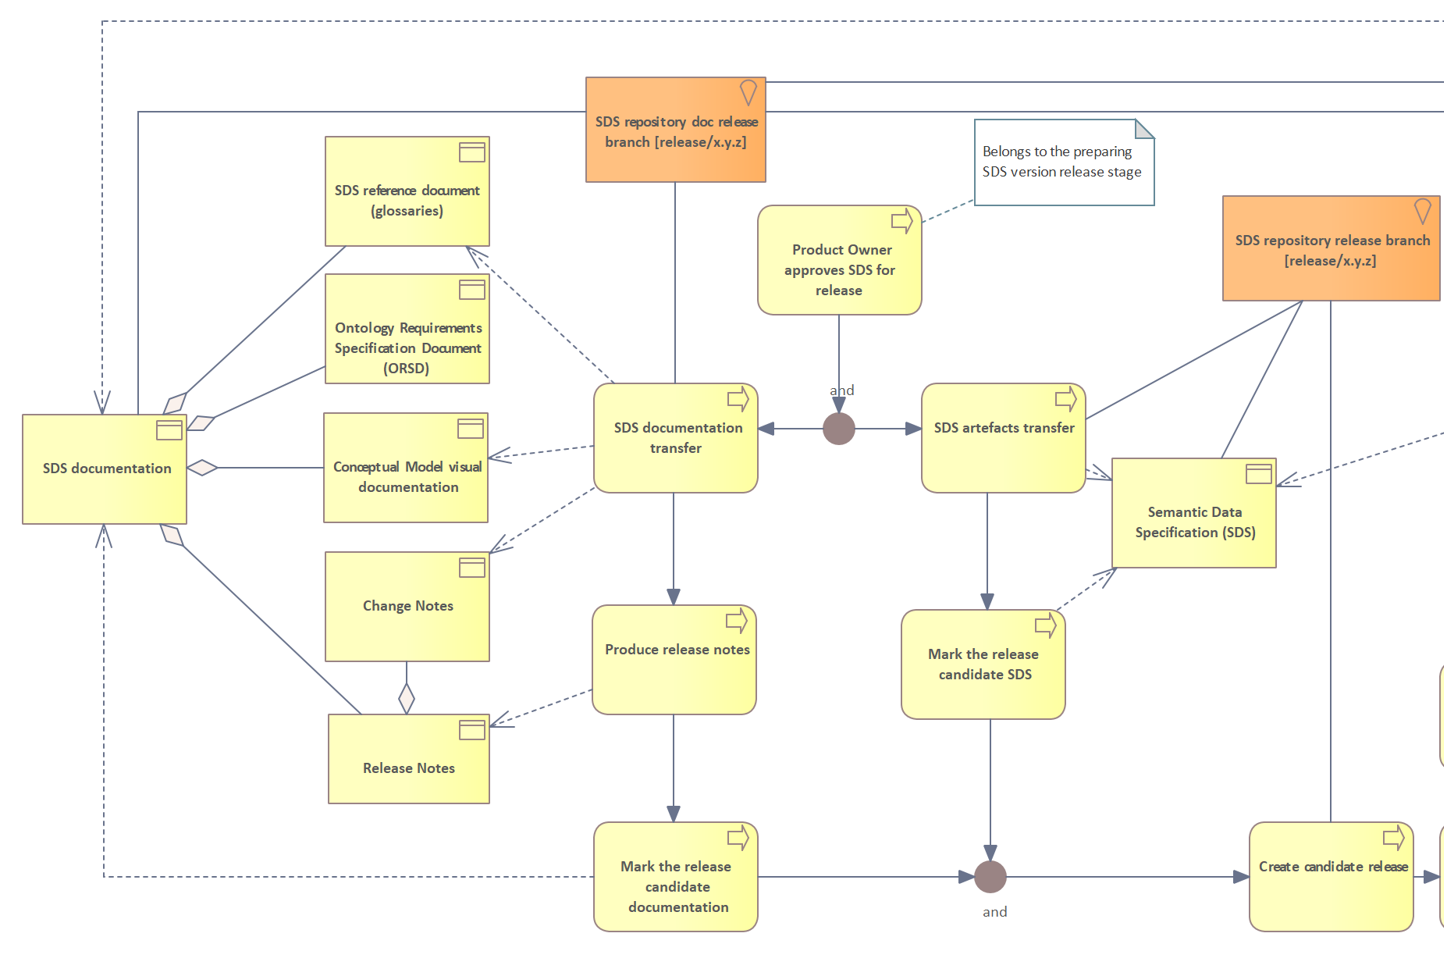 SDS repository doc release
branch [release/x.y.z]
Belongs to the preparing
SDS version release stage
SDS reference document
(glossaries)
Product Owner
approves SDS for
release
SDS repository release branch
[release/x.y.z]
Ontology Requirements
Specification Document
(ORSD)
and
SDS documentation
transfer
SDS artefacts transfer
SDS documentation
Conceptual Model visual
documentation
Semantic Data
Specification (SDS)
Change Notes
Produce release notes
Mark the release
candidate SDS
Release Notes
Mark the release
candidate
documentation
Create candidate release
and